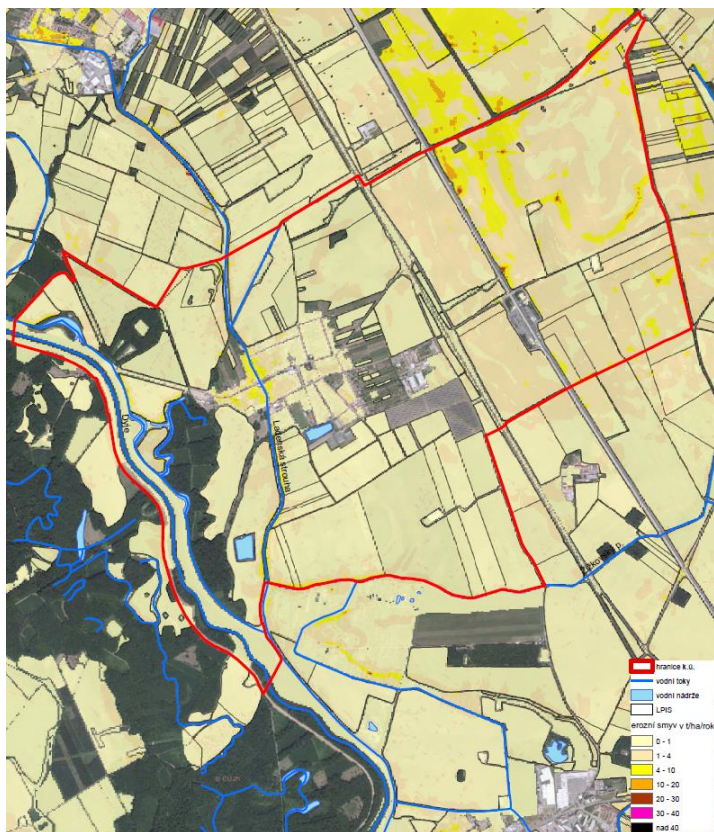 Dyje
Ladenská strouha
hranice k.ú.
vodní toky
vodní nádrže
LPIS
erozní smyv v t/ha/rok
0 - 1
1 - 4
4 - 10
10 - 20
20 - 30
30 - 40
nad 40